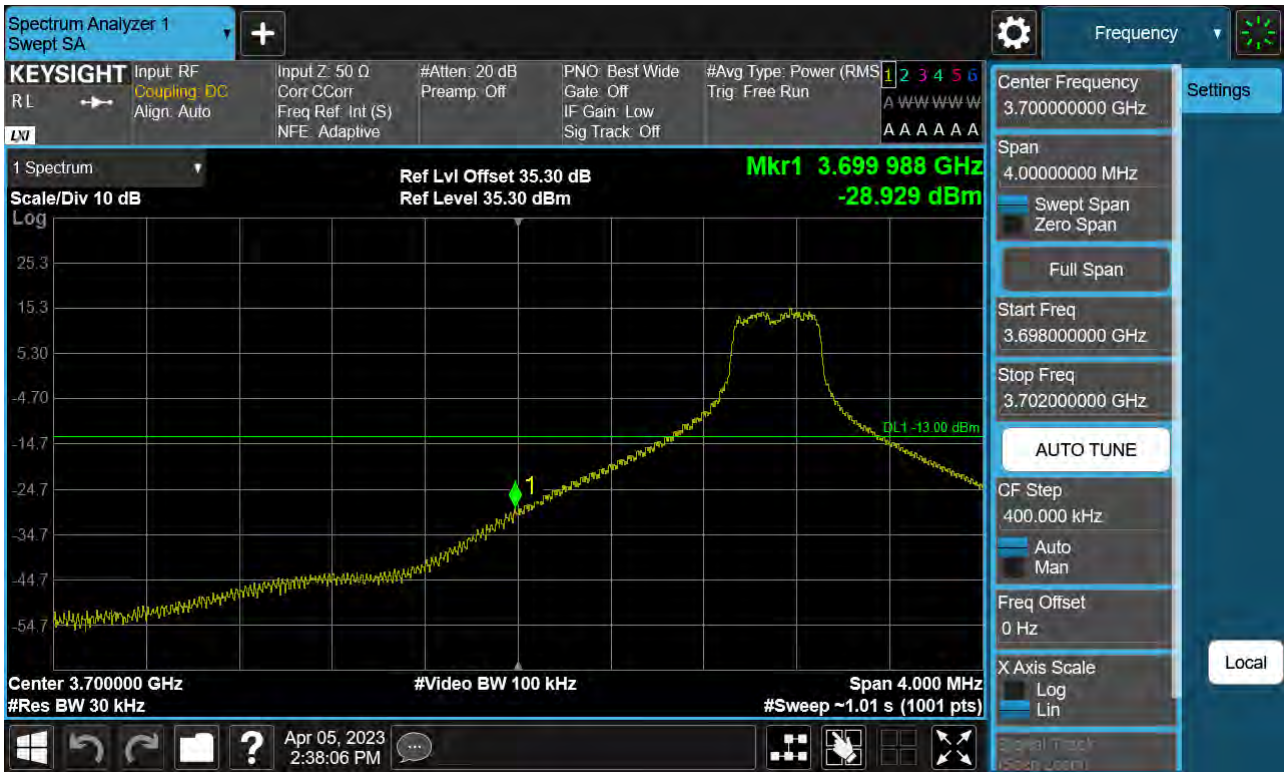 Spectrum Analyzer 1
Swept SA
+
Frequency
KEYSIGHT
RL
LXI
Input: RF
Coupling: DC
Align: Auto
Input Z: 50 Ω
Corr CCorr
Freq Ref: Int (S)
NFE: Adaptive
#Atten: 20 dB
Preamp: Off
PNO: Best Wide
Gate: Off
IF Gain: Low
Sig Track: Off
#Avg Type: Power (RMS
Trig: Free Run
1 2 3 4 5 6
A W W W W W
A A A A A A
1 Spectrum
Scale/Div 10 dB
Log
Ref Lvl Offset 35.30 dB
Ref Level 35.30 dBm
Mkr1 3.699 988 GHz
-28.929 dBm
25.3
15.3
5.30
-4.70
-14.7
-24.7
-34.7
-44.7
-54.7
DL1 -13.00 dBm
1
Center 3.700000 GHz
#Res BW 30 kHz
#Video BW 100 kHz
Span 4.000 MHz
#Sweep ~1.01 s (1001 pts)
Center Frequency
3.700000000 GHz
Settings
Span
4.00000000 MHz
Swept Span
Zero Span
Full Span
Start Freq
3.698000000 GHz
Stop Freq
3.702000000 GHz
AUTO TUNE
CF Step
400.000 kHz
Auto
Man
Freq Offset
0 Hz
X Axis Scale
Log
Lin
Signal Track
(Span Zoom)
Local
?
Apr 05, 2023
2:38:06 PM